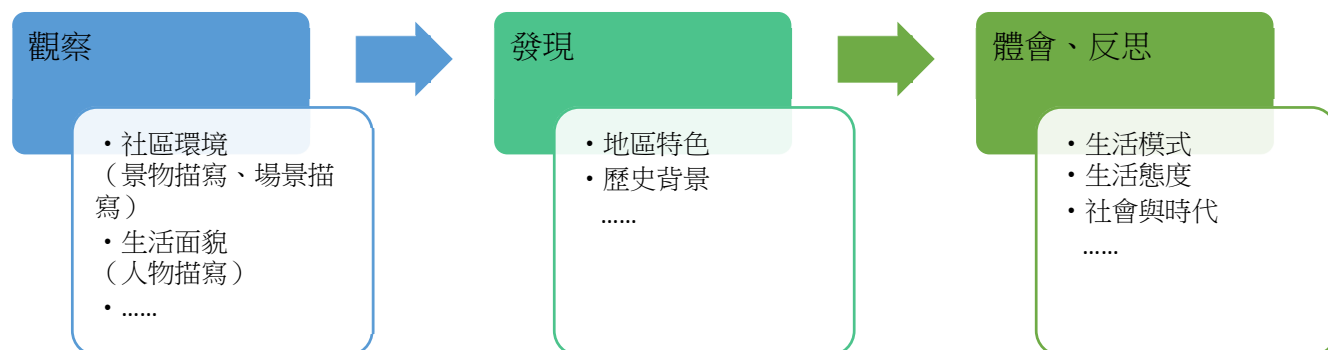 觀察
・社區環境
（景物描寫、場景描
寫）
・生活面貌
（人物描寫）
・......
發現
・地區特色
・歷史背景
......
體會、反思
・生活模式
・生活態度
・社會與時代
......